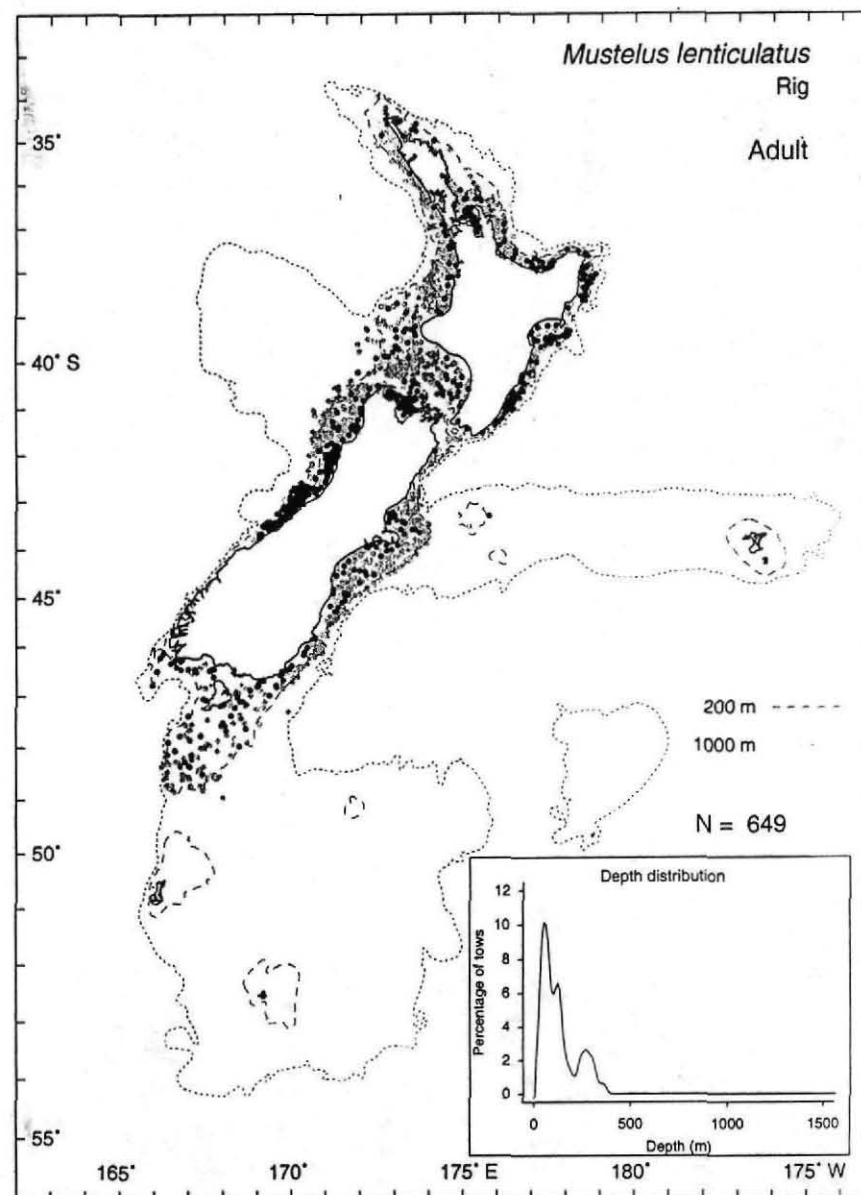 Mustelus lenticulatus
Rig
Adult
35°
40° S
45°
50°
55°
200 m
1000 m
N = 649
Depth distribution
Percentage of tows
12
10
8
6
4
2
0
0 500 1000 1500
Depth (m)
165° 170° 175° E 180° 175° W